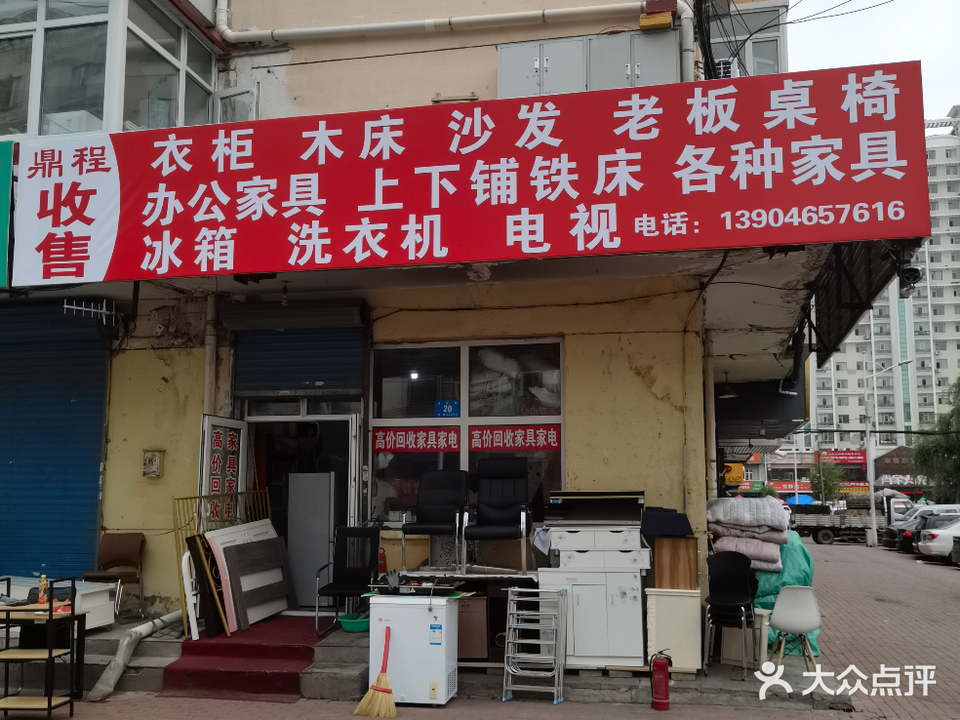 鼎程
收售
衣柜 木床 沙发 老板桌椅
办公家具 上下铺铁床 各种家具
冰箱 洗衣机 电视 电话：13904657616
20
高价回收家具家电
高价回收家具家电
高价回收
家具家电
大众点评